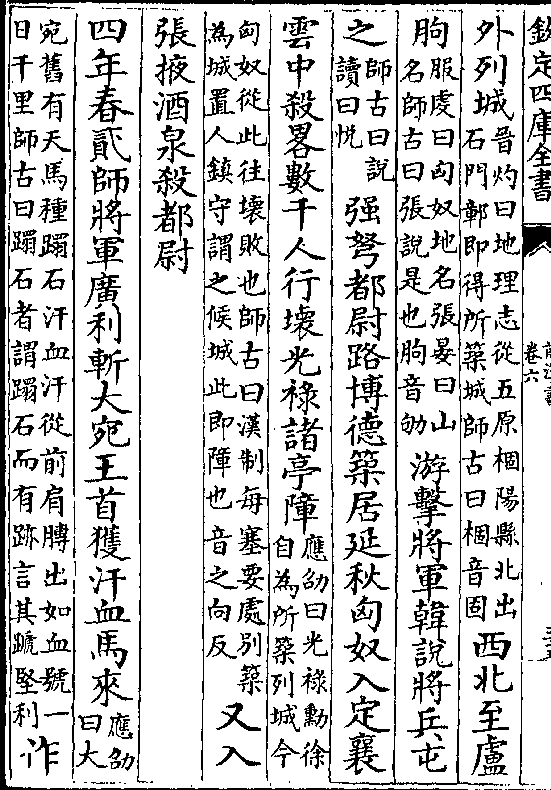 欽定四庫全書
外列城晉灼曰地理志從五原棝陽縣北出石門鄣即得所築城師古曰棝音固西北至盧
朐服虔曰匈奴地名張晏曰山名師古曰張說是也朐音劬游擊將軍韓說將兵屯
之師古曰說讀曰悅强弩都尉路博德築居延秋匈奴入定襄
雲中殺畧數千人行壞光禄諸亭障應劭曰光禄勲徐自為所築列城今
匈奴從此往壞敗也師古曰漢制每塞要處别築為城置人鎮守謂之候城此即障也音之向反又入
張掖酒泉殺都尉
四年春貳師將軍廣利斬大宛王首獲汗血馬來應劭曰大
宛舊有天馬種蹋石汗血汗從前肩膊出如血號一日千里師古曰蹋石者謂蹋石而有跡言其蹏堅利作